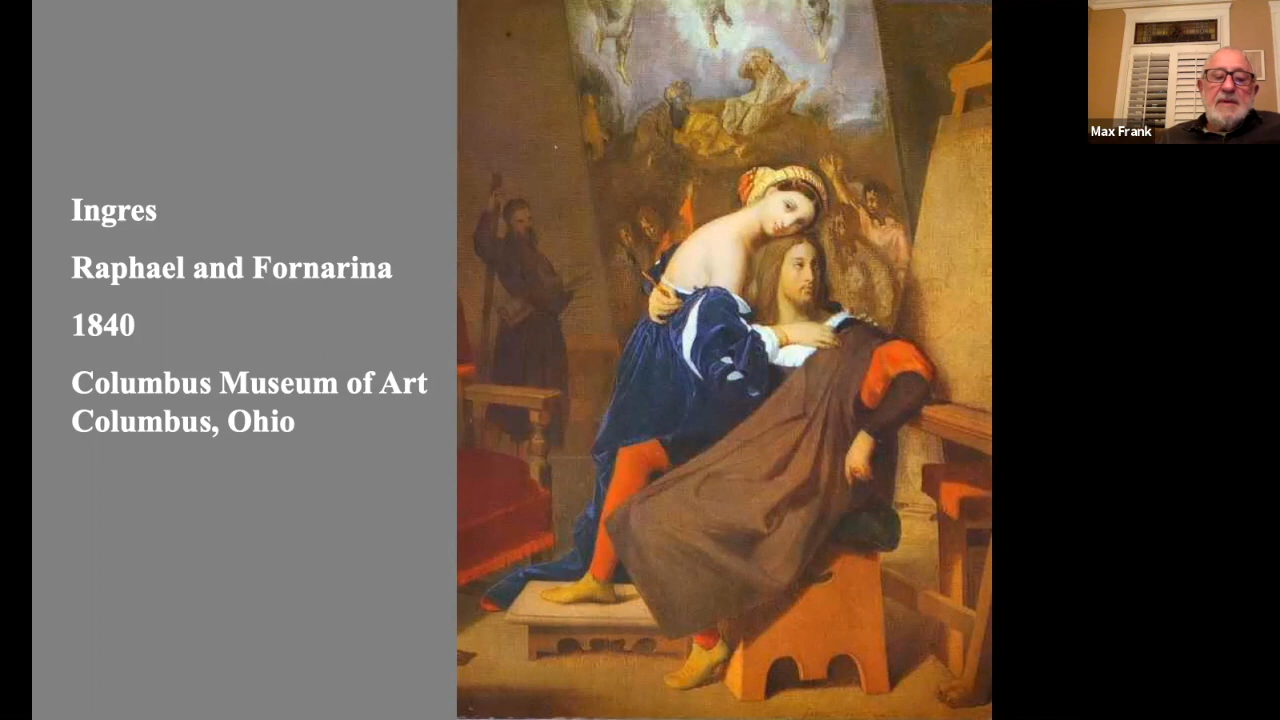 Ingres
Raphael and Fornarina
1840
Columbus Museum of Art
Columbus, Ohio
Max Frank